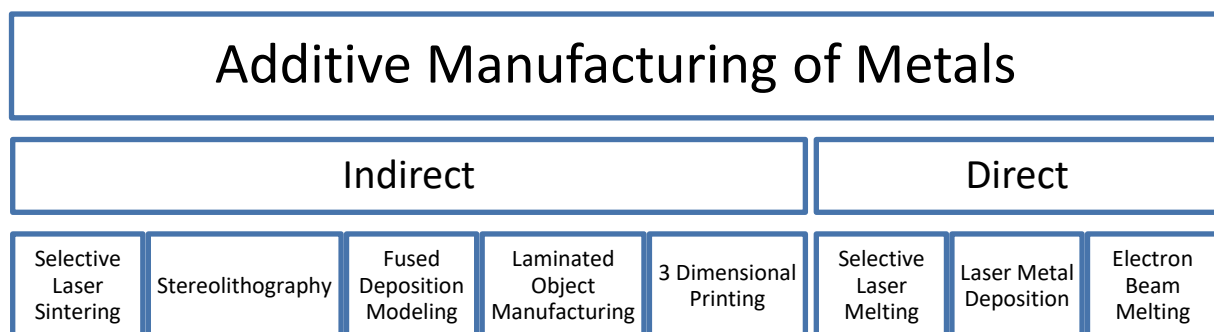 Additive Manufacturing of Metals
Indirect
Direct
Selective
Laser
Sintering
Stereolithography
Fused
Deposition
Modeling
Laminated
Object
Manufacturing
3 Dimensional
Printing
Selective
Laser
Melting
Laser Metal
Deposition
Electron
Beam
Melting